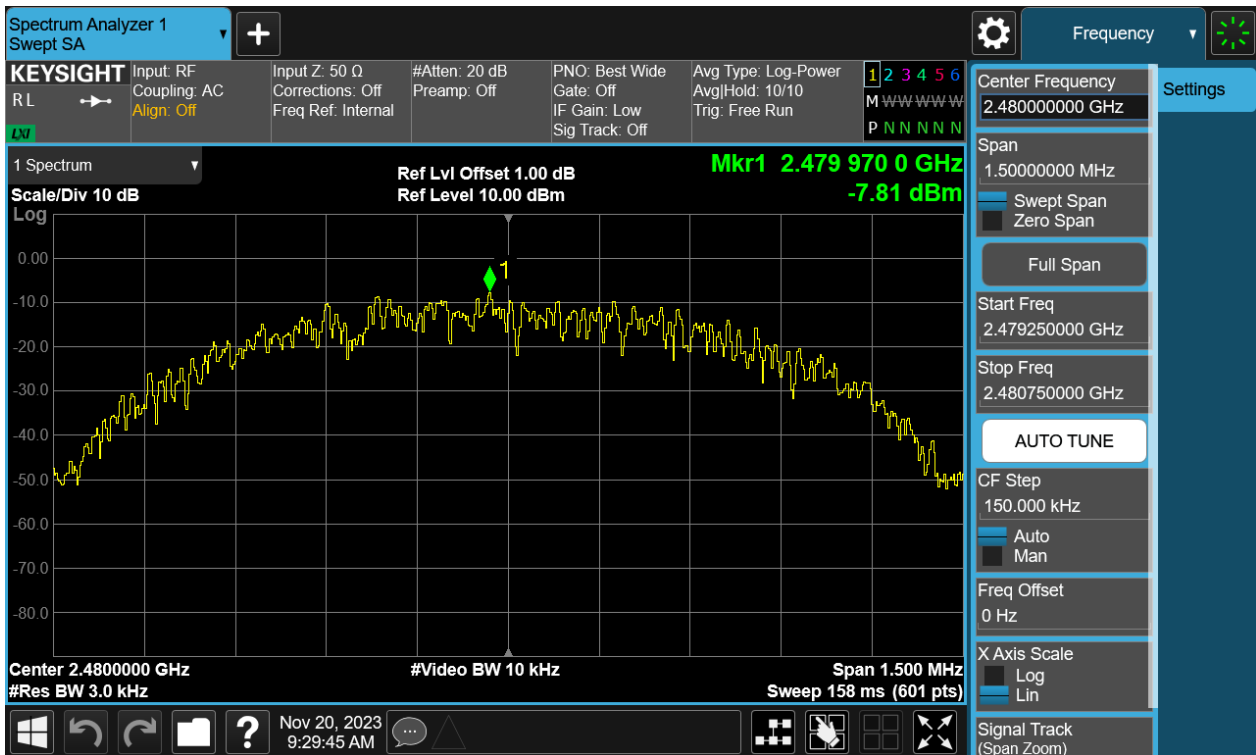 Spectrum Analyzer 1
Swept SA
+
Frequency
KEYSIGHT
RL
LXI
Input: RF
Coupling: AC
Align: Off
Input Z: 50 Ω
Corrections: Off
Freq Ref: Internal
#Atten: 20 dB
Preamp: Off
PNO: Best Wide
Gate: Off
IF Gain: Low
Sig Track: Off
Avg Type: Log-Power
Avg|Hold: 10/10
Trig: Free Run
1 2 3 4 5 6
M W W W W W
P N N N N N
1 Spectrum
Scale/Div 10 dB
Log
Ref Lvl Offset 1.00 dB
Ref Level 10.00 dBm
Mkr1 2.479 970 0 GHz
-7.81 dBm
1
0.00
-10.0
-20.0
-30.0
-40.0
-50.0
-60.0
-70.0
-80.0
Center 2.4800000 GHz
#Res BW 3.0 kHz
#Video BW 10 kHz
Span 1.500 MHz
Sweep 158 ms (601 pts)
?
Nov 20, 2023
9:29:45 AM
Center Frequency
2.480000000 GHz
Span
1.50000000 MHz
Swept Span
Zero Span
Full Span
Start Freq
2.479250000 GHz
Stop Freq
2.480750000 GHz
AUTO TUNE
CF Step
150.000 kHz
Auto
Man
Freq Offset
0 Hz
X Axis Scale
Log
Lin
Signal Track
(Span Zoom)
Settings